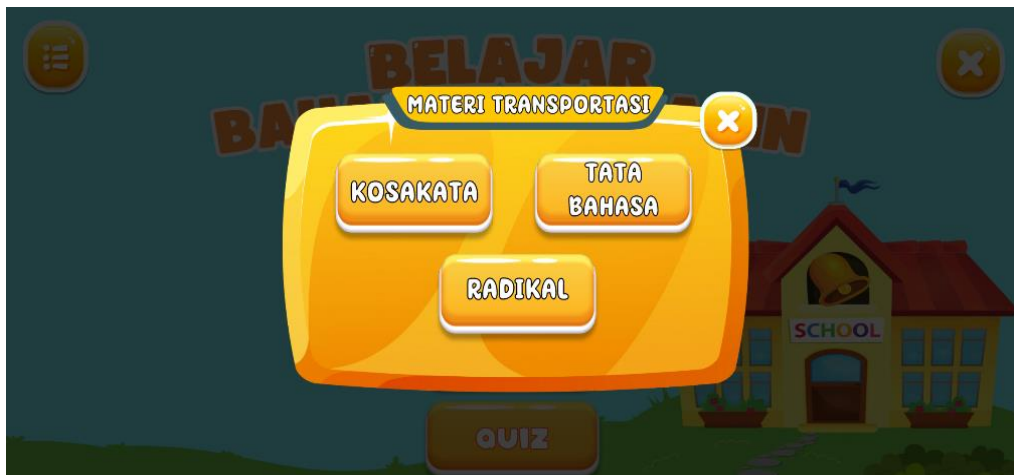 BELAJAR
MATERI TRANSPORTASI
KOSAKATA
TATA
BAHASA
RADIKAL
SCHOOL
QUIZ